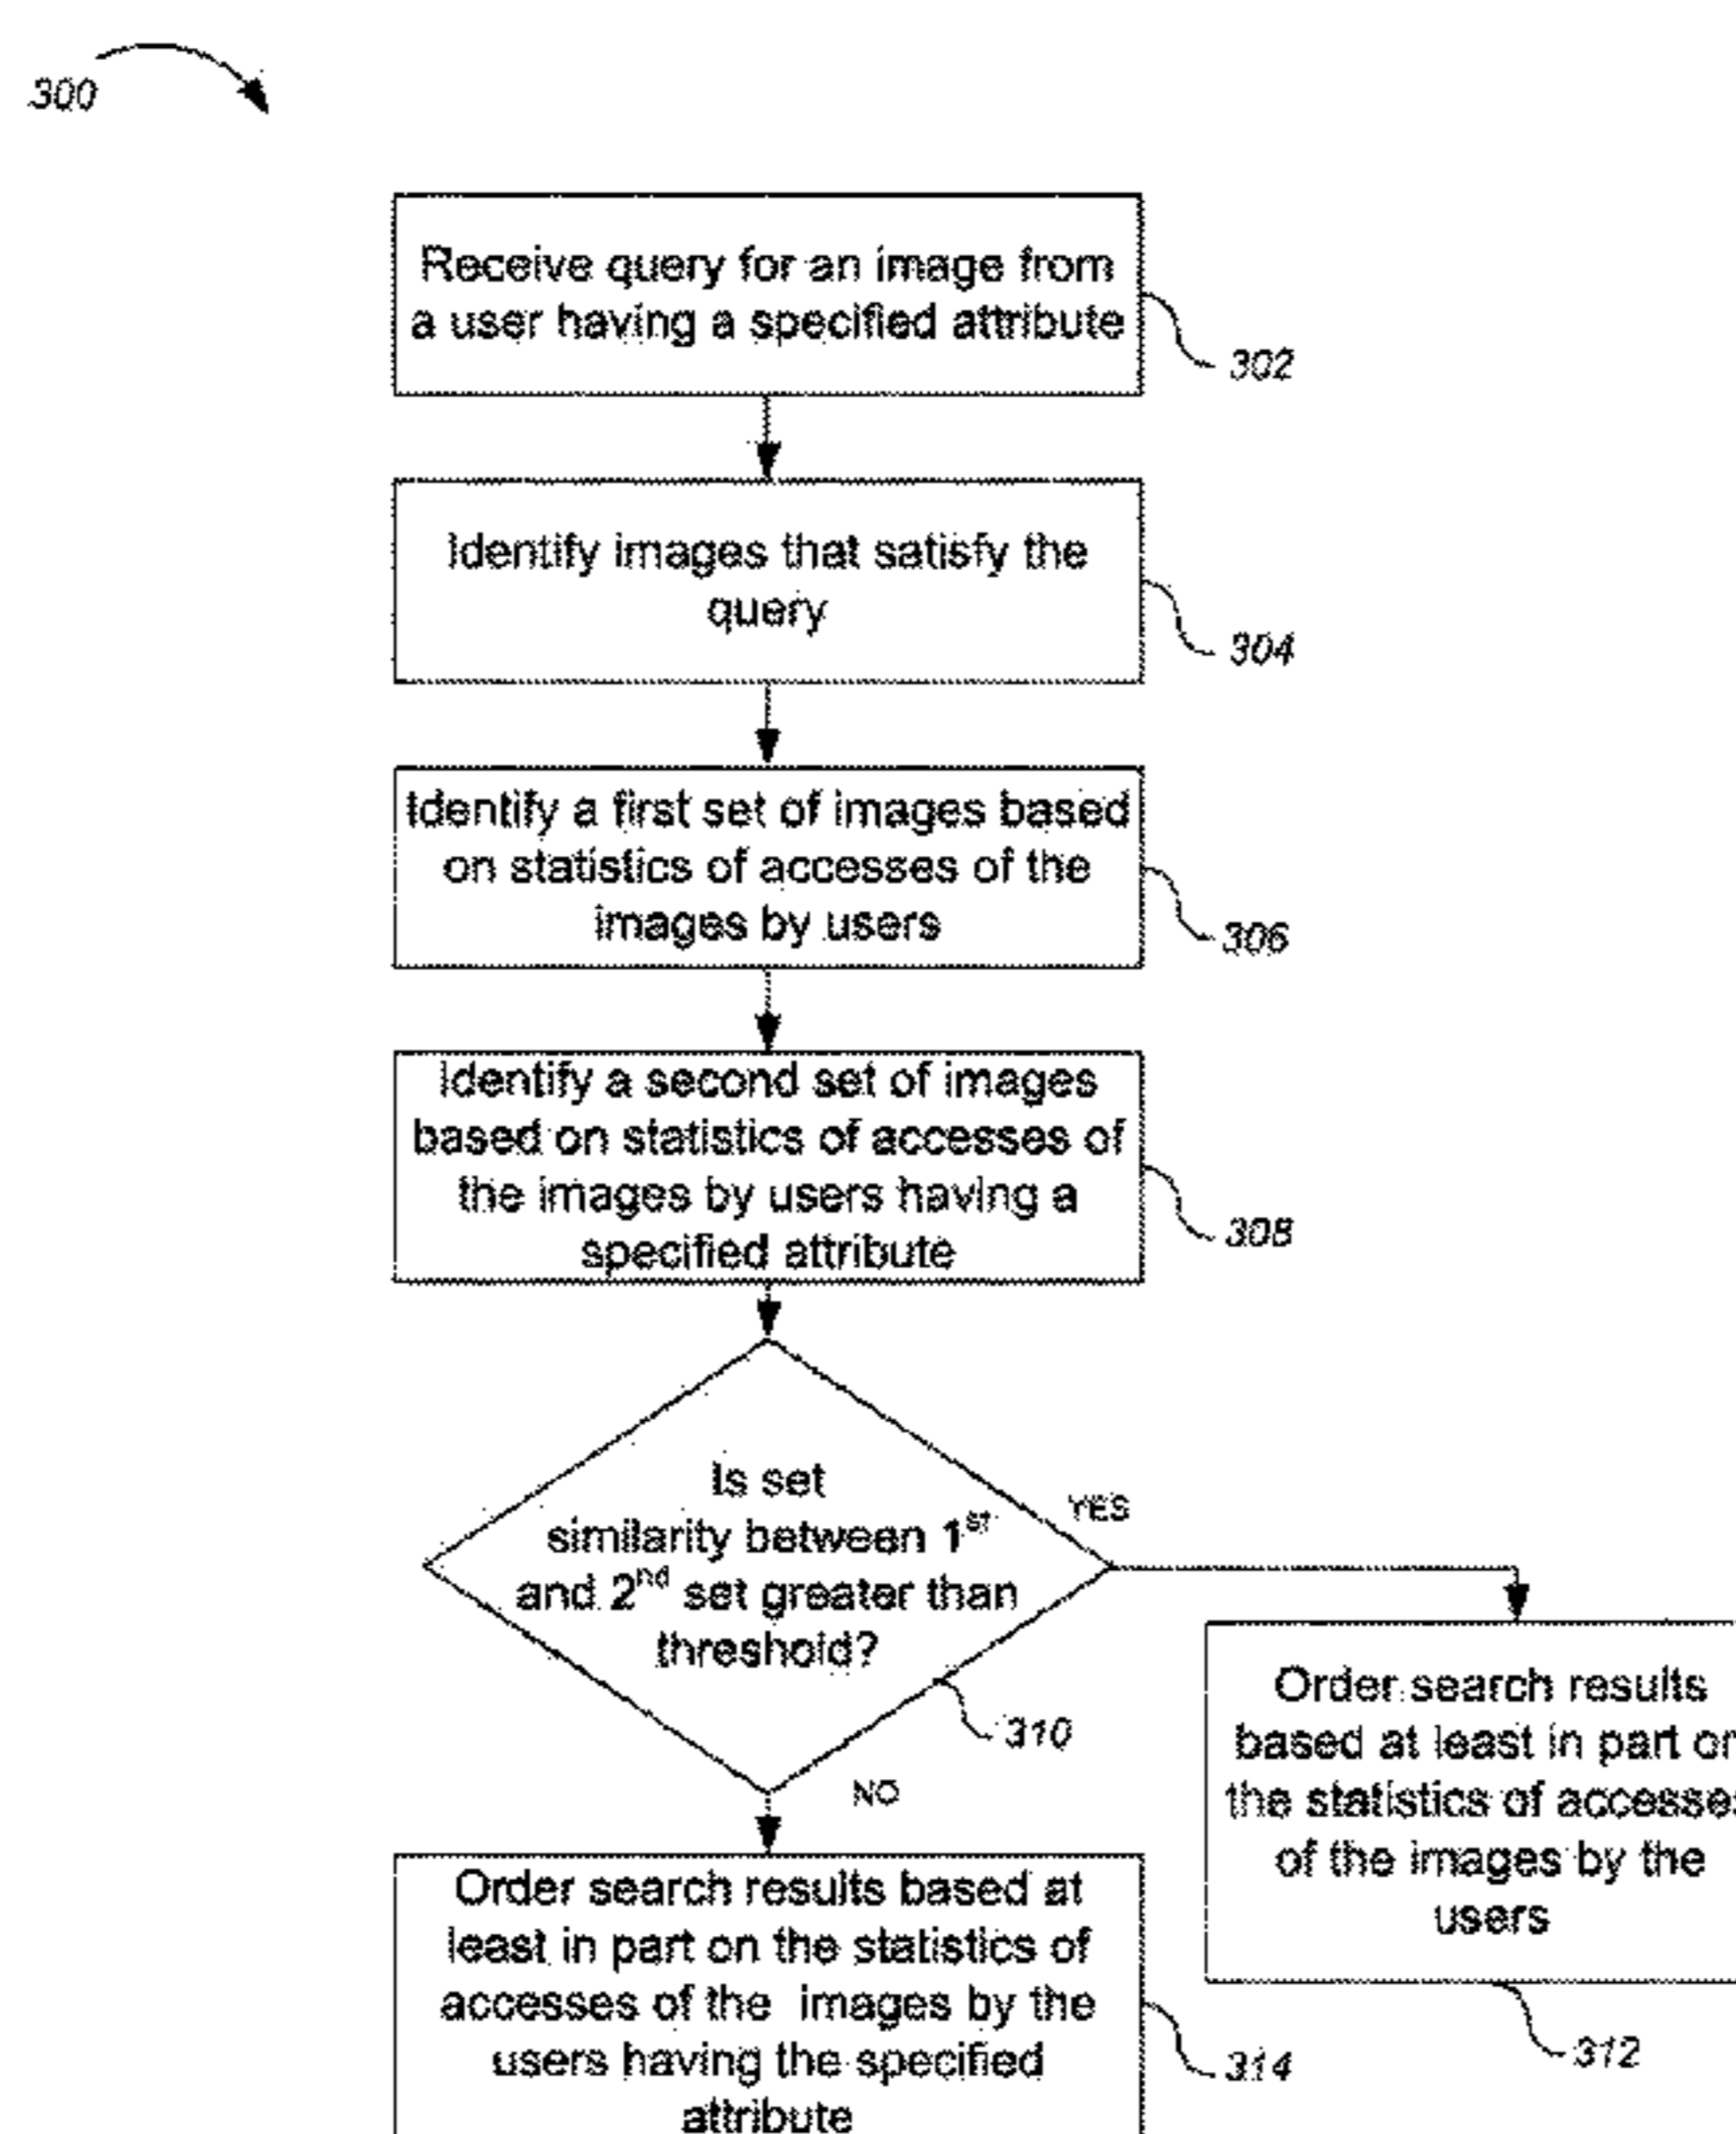 300
Receive query for an image from
a user having a specified attribute
302
Identify images that satisfy the
query
304
Identify a first set of images based
on statistics of accesses of the
images by users
306
Identify a second set of images
based on statistics of accesses of
the images by users having a
specified attribute
308
Is set
similarity between 1st
and 2nd set greater than
threshold?
310
YES
NO
Order search results
based at least in part on
the statistics of accesses
of the images by the
users
312
Order search results based at
least in part on the statistics of
accesses of the images by the
users having the specified
attribute
314